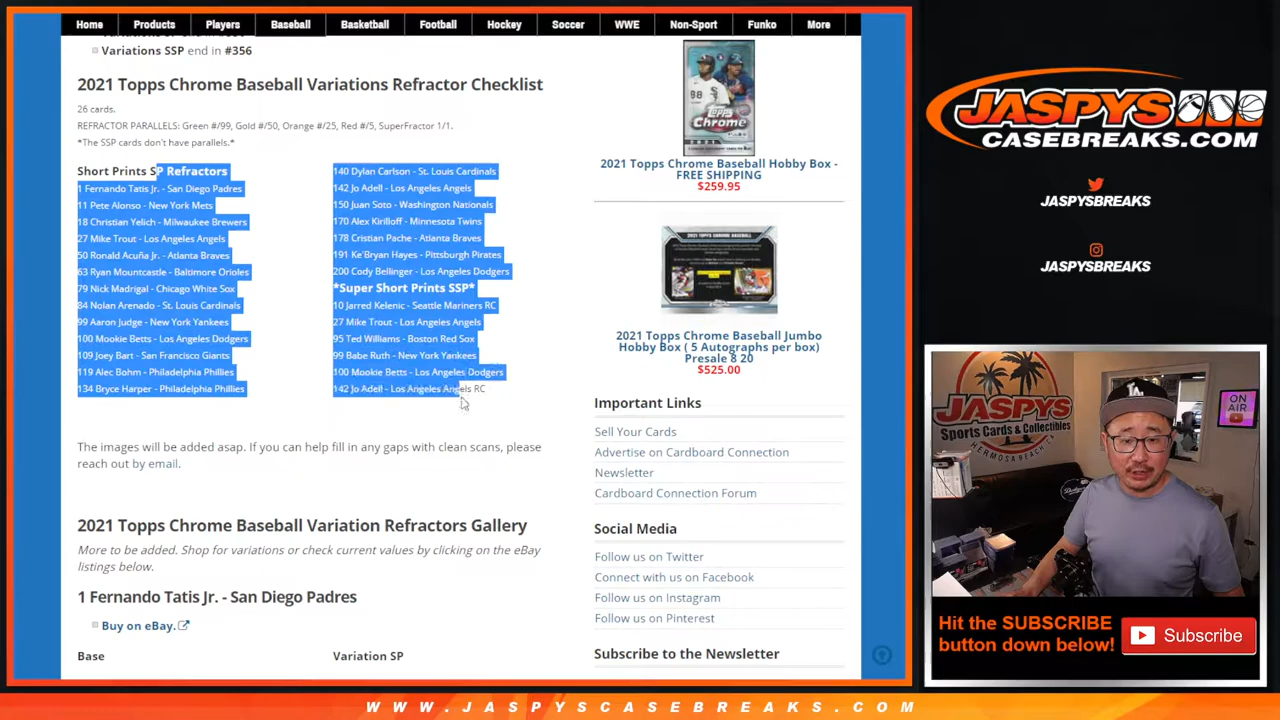 Home Products Players Baseball Basketball Football Hockey Soccer WWE Non-Sport Funko More
Variations SSP end in #356
2021 Topps Chrome Baseball Variations Refractor Checklist
26 cards.
REFRACTOR PARALLELS: Green #/99, Gold #/50, Orange #/25, Red #/5, SuperFractor 1/1.
*The SSP cards don't have parallels.*
Short Prints SP Refractors
1 Fernando Tatis Jr. - San Diego Padres
11 Pete Alonso - New York Mets
18 Christian Yelich - Milwaukee Brewers
27 Mike Trout - Los Angeles Angels
50 Ronald Acuña Jr. - Atlanta Braves
63 Ryan Mountcastle - Baltimore Orioles
79 Nick Madrigal - Chicago White Sox
84 Nolan Arenado - St. Louis Cardinals
99 Aaron Judge - New York Yankees
100 Mookie Betts - Los Angeles Dodgers
109 Joey Bart - San Francisco Giants
119 Alec Bohm - Philadelphia Phillies
134 Bryce Harper - Philadelphia Phillies
140 Dylan Carlson - St. Louis Cardinals
142 Jo Adell - Los Angeles Angels
150 Juan Soto - Washington Nationals
170 Alex Kirilloff - Minnesota Twins
178 Cristian Pache - Atlanta Braves
191 Ke'Bryan Hayes - Pittsburgh Pirates
200 Cody Bellinger - Los Angeles Dodgers
*Super Short Prints SSP*
10 Jarred Kelenic - Seattle Mariners RC
27 Mike Trout - Los Angeles Angels
95 Ted Williams - Boston Red Sox
99 Babe Ruth - New York Yankees
100 Mookie Betts - Los Angeles Dodgers
142 Jo Adell - Los Angeles Angels RC
The images will be added asap. If you can help fill in any gaps with clean scans, please
reach out by email.
2021 Topps Chrome Baseball Variation Refractors Gallery
More to be added. Shop for variations or check current values by clicking on the eBay
listings below.
1 Fernando Tatis Jr. - San Diego Padres
Buy on eBay.
Base Variation SP
Topps
Chrome
2021 Topps Chrome Baseball Hobby Box -
FREE SHIPPING
$259.95
2021 TOPPS CHROME BASEBALL
2021 Topps Chrome Baseball Jumbo
Hobby Box ( 5 Autographs per box)
Presale 8 20
$525.00
Important Links
Sell Your Cards
Advertise on Cardboard Connection
Newsletter
Cardboard Connection Forum
Social Media
Follow us on Twitter
Connect with us on Facebook
Follow us on Instagram
Follow us on Pinterest
Subscribe to the Newsletter
JASPYS
CASEBREAKS.COM
JASPYSBREAKS
JASPYSBREAKS
JASPYS
Sports Cards & Collectibles
HERMOSA BEACH
ON
AIR
LA
Dodgers
Hit the SUBSCRIBE
button down below!
Subscribe
WWW.JASPYSCASEBREAKS.COM